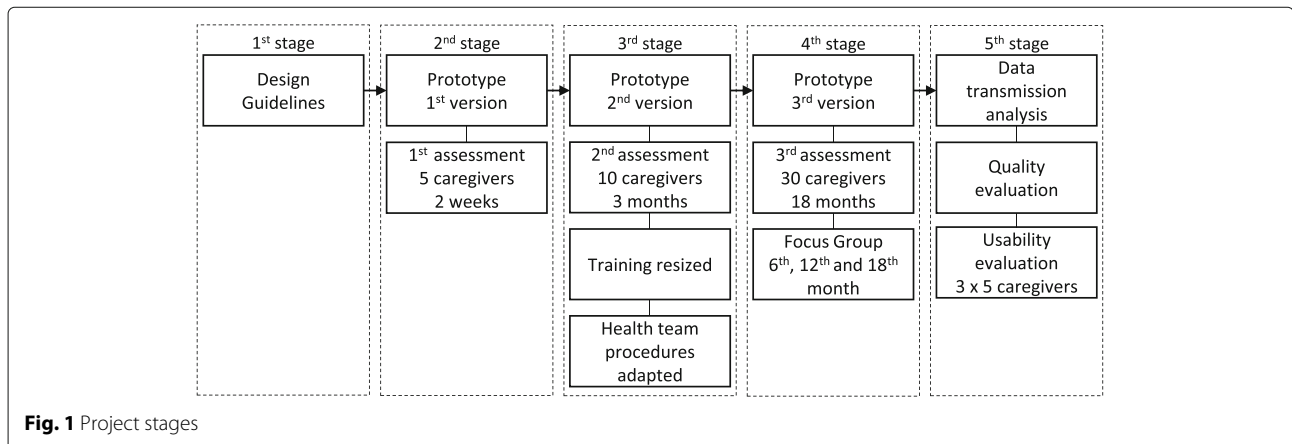 1st stage
Design
Guidelines
2nd stage
Prototype
1st version
1st assessment
5 caregivers
2 weeks
3rd stage
Prototype
2nd version
2nd assessment
10 caregivers
3 months
Training resized
Health team
procedures
adapted
4th stage
Prototype
3rd version
3rd assessment
30 caregivers
18 months
Focus Group
6th, 12th and 18th
month
5th stage
Data
transmission
analysis
Quality
evaluation
Usability
evaluation
3 x 5 caregivers
Fig. 1 Project stages